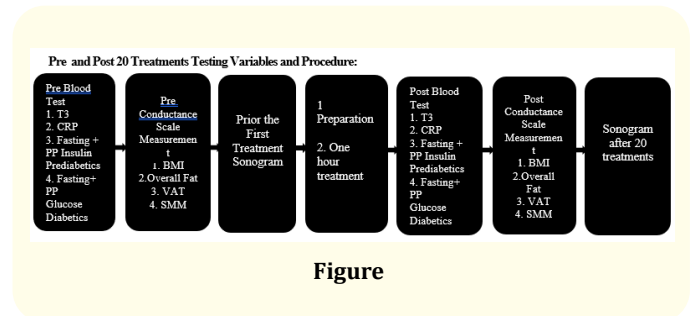 Pre and Post 20 Treatments Testing Variables and Procedure:
Pre Blood
Test
1. T3
2. CRP
3. Fasting +
PP Insulin
Prediabetics
4. Fasting+
PP
Glucose
Diabetics
Pre
Conductance
Scale
Measuremen
t
1. BMI
2.Overall Fat
3. VAT
4. SMM
Prior the
First
Treatment
Sonogram
1
Preparation
2. One
hour
treatment
Post Blood
Test
1. T3
2. CRP
3. Fasting +
PP Insulin
Prediabetics
4. Fasting+
PP
Glucose
Diabetics
Post
Conductance
Scale
Measuremen
t
1. BMI
2.Overall
Fat
3. VAT
4. SMM
Sonogram
after 20
treatments
Figure